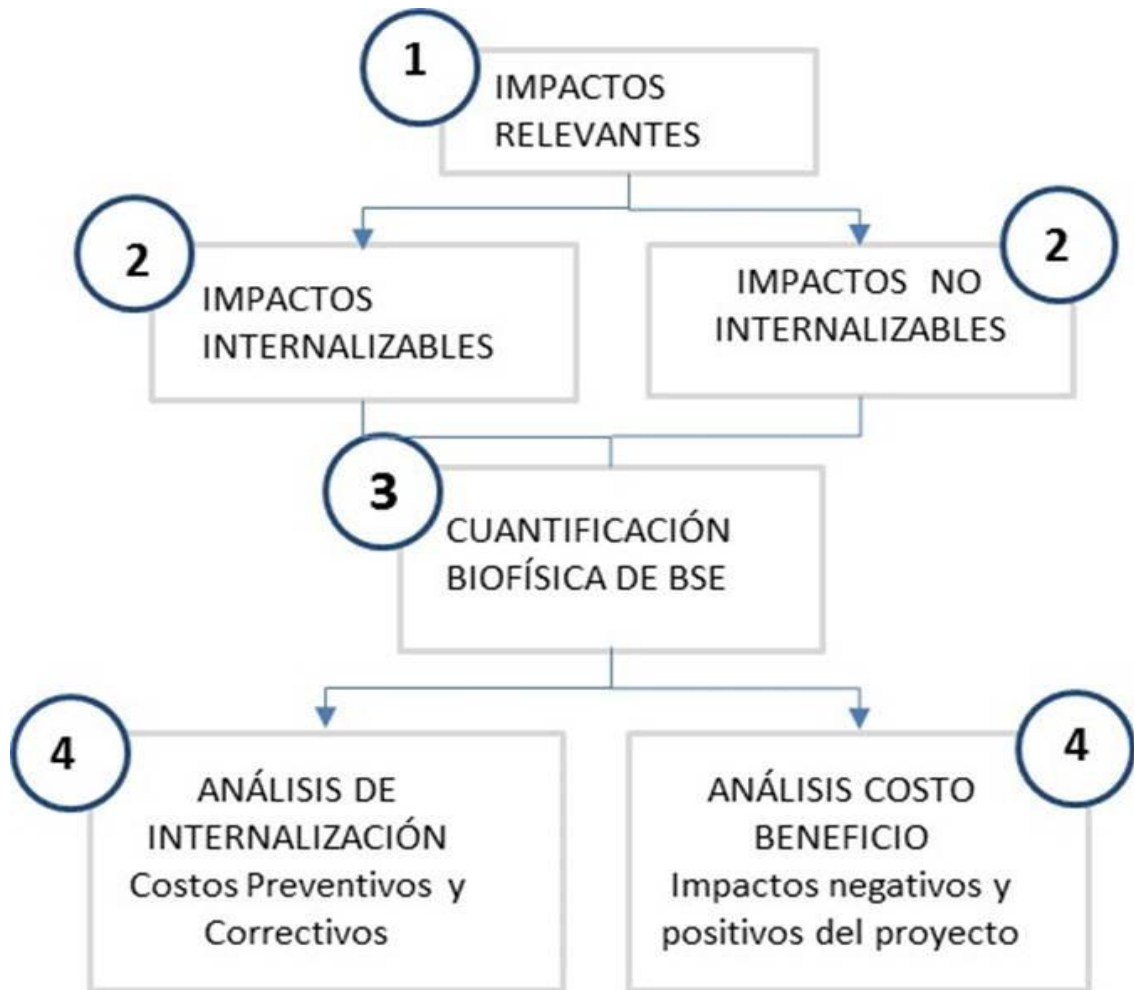 1
IMPACTOS
RELEVANTES
2
IMPACTOS
INTERNALIZABLES
2
IMPACTOS NO
INTERNALIZABLES
3
CUANTIFICACIÓN
BIOFÍSICA DE BSE
4
ANÁLISIS DE
INTERNALIZACIÓN
Costos Preventivos y
Correctivos
4
ANÁLISIS COSTO
BENEFICIO
Impactos negativos y
positivos del proyecto